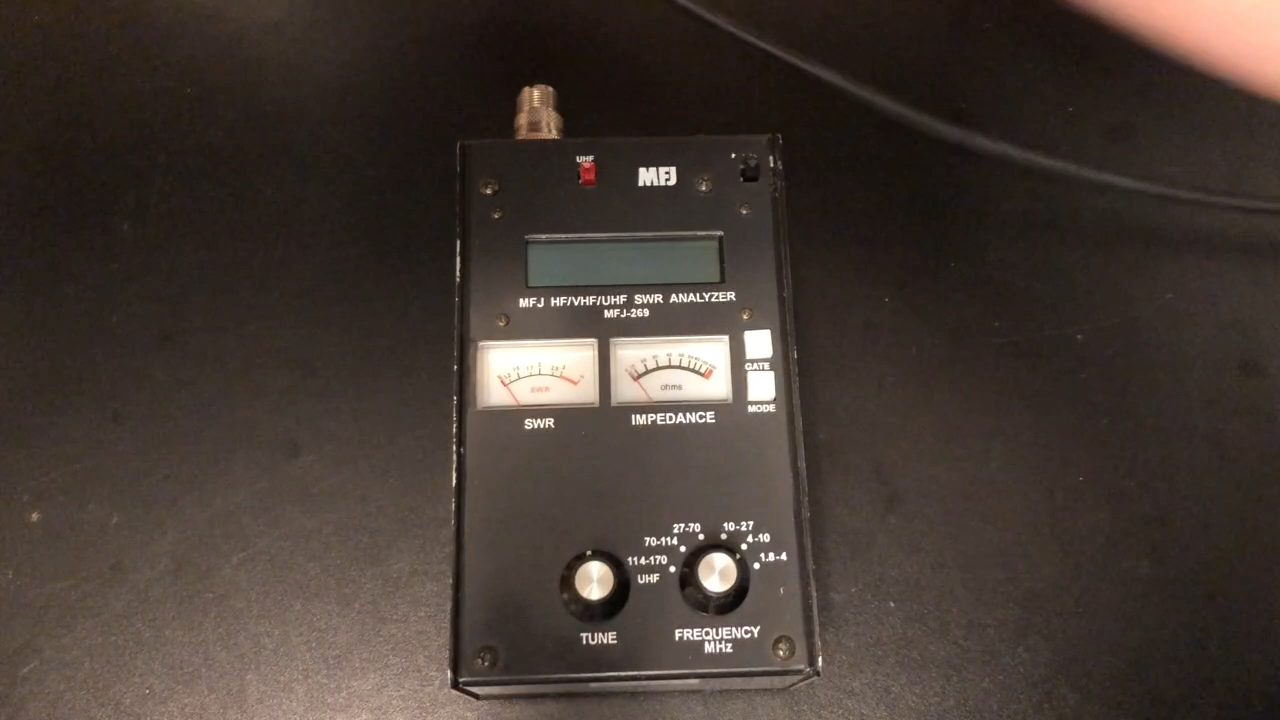 UHF
MFJ
MFJ HF/VHF/UHF SWR ANALYZER
MFJ-269
SWR
ohms
GATE
MODE
SWR
IMPEDANCE
27-70
10-27
70-114
4-10
114-170
1.8-4
UHF
TUNE
FREQUENCY
MHz